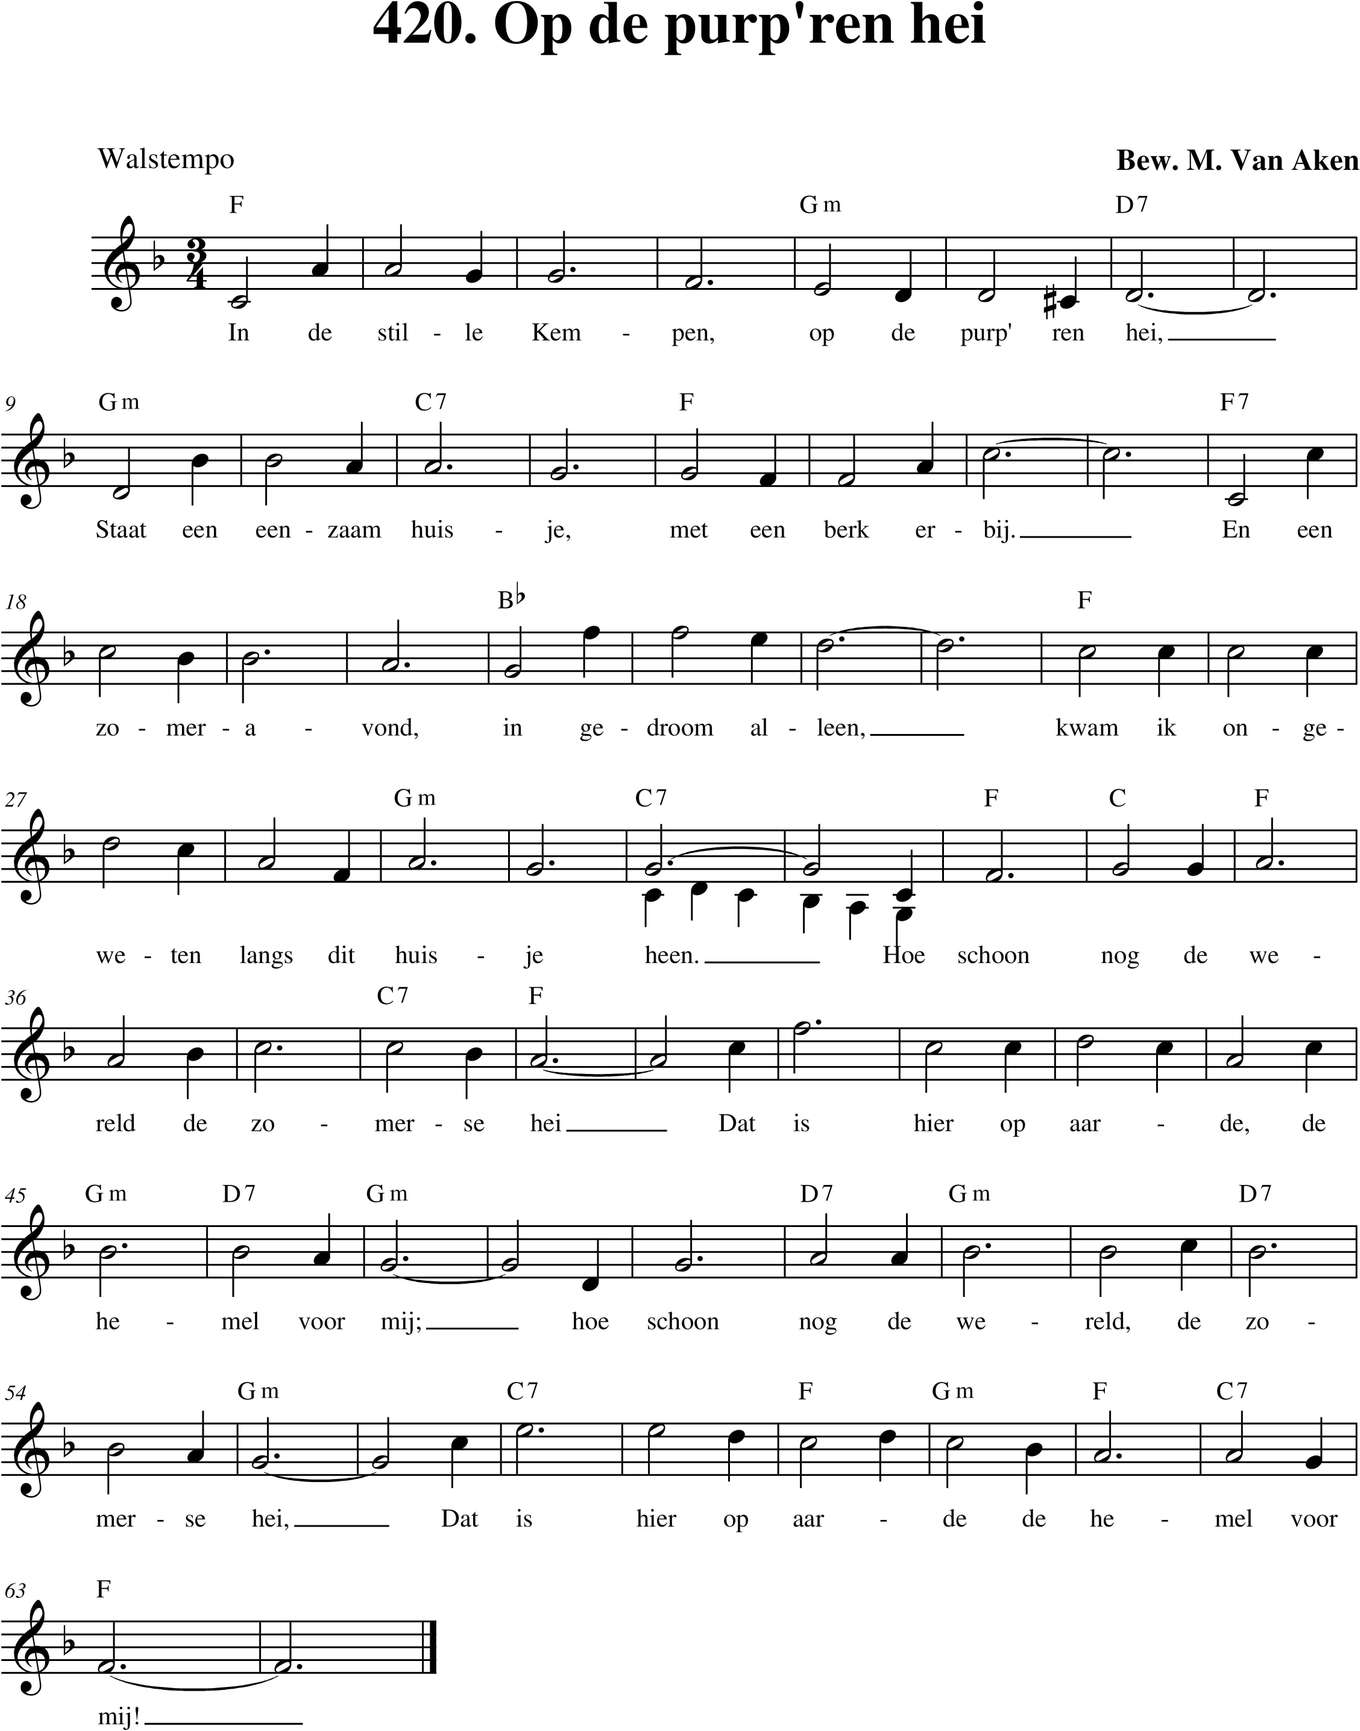 420. Op de purp'ren hei
Walstempo
Bew. M. Van Aken
F Gm D7
3
4
In de stil - le Kem - pen, op de purp' ren hei,
9
Gm C7 F F7
Staat een een - zaam huis - je, met een berk er - bij. En een
18
B♭ F
zo - mer - a - vond, in ge - droom al - leen, kwam ik on - ge -
27
Gm C7 F C F
we - ten langs dit huis - je heen. Hoe schoon nog de we -
36
C7 F
reld de zo - mer - se hei Dat is hier op aar - de, de
45
Gm D7 Gm D7 Gm D7
he - mel voor mij; hoe schoon nog de we - reld, de zo -
54
Gm C7 F Gm F C7
mer - se hei, Dat is hier op aar - de de he - mel voor
63
F
mij!